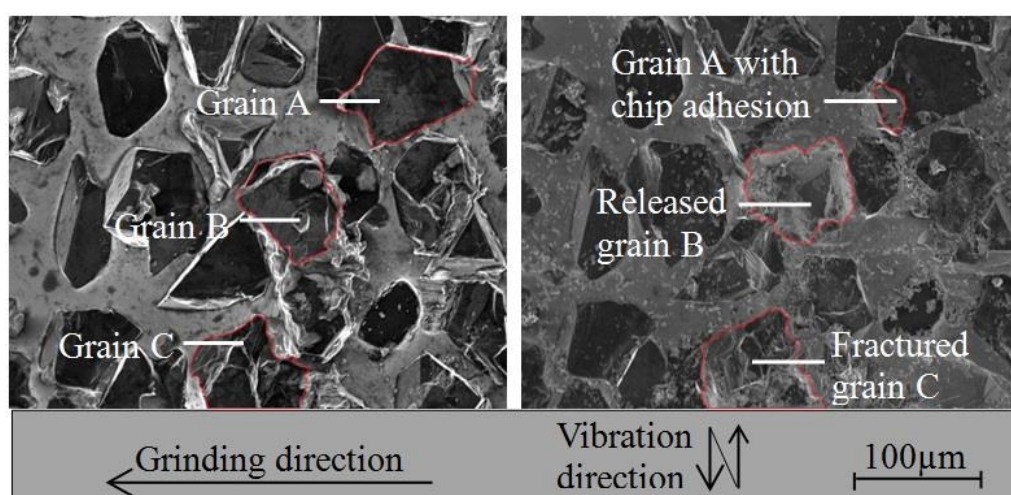 Grain A
Grain B
Grain C
Grain A with
chip adhesion
Released
grain B
Fractured
grain C
Grinding direction
Vibration
direction
100µm